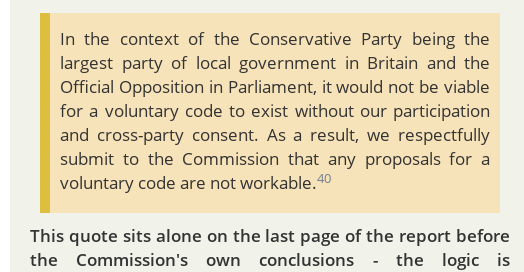 In the context of the Conservative Party being the
largest party of local government in Britain and the
Official Opposition in Parliament, it would not be viable
for a voluntary code to exist without our participation
and cross-party consent. As a result, we respectfully
submit to the Commission that any proposals for a
voluntary code are not workable.40
This quote sits alone on the last page of the report before
the Commission's own conclusions - the logic is